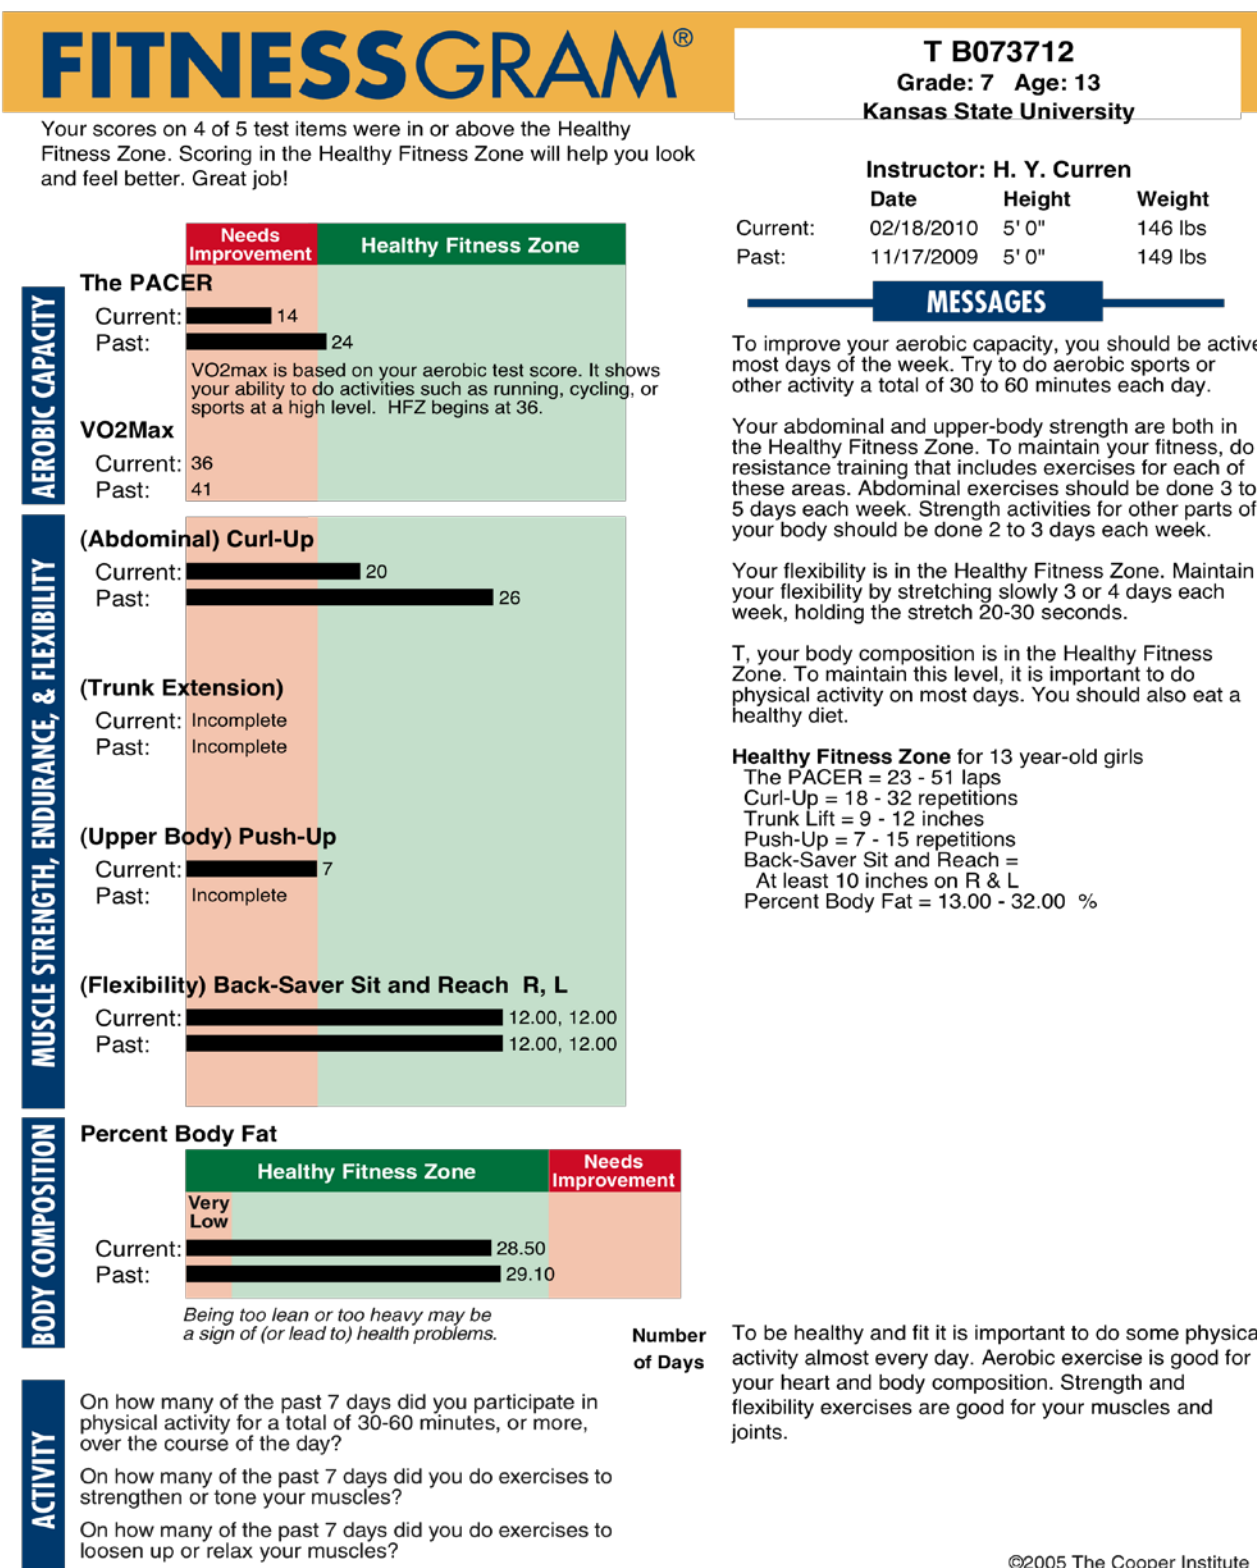 FITNESSGRAM®
T B073712
Grade: 7 Age: 13
Kansas State University
Your scores on 4 of 5 test items were in or above the Healthy
Fitness Zone. Scoring in the Healthy Fitness Zone will help you look
and feel better. Great job!
Instructor: H. Y. Curren
Date Height Weight
Current: 02/18/2010 5' 0" 146 lbs
Past: 11/17/2009 5' 0" 149 lbs
Needs
Improvement
Healthy Fitness Zone
AEROBIC CAPACITY
The PACER
Current: 14
Past: 24
VO2max is based on your aerobic test score. It shows
your ability to do activities such as running, cycling, or
sports at a high level. HFZ begins at 36.
VO2Max
Current: 36
Past: 41
MUSCLE STRENGTH, ENDURANCE, & FLEXIBILITY
(Abdominal) Curl-Up
Current: 20
Past: 26
(Trunk Extension)
Current: Incomplete
Past: Incomplete
(Upper Body) Push-Up
Current: 7
Past: Incomplete
(Flexibility) Back-Saver Sit and Reach R, L
Current: 12.00, 12.00
Past: 12.00, 12.00
BODY COMPOSITION
Percent Body Fat
Healthy Fitness Zone
Needs
Improvement
Very
Low
Current: 28.50
Past: 29.10
Being too lean or too heavy may be
a sign of (or lead to) health problems.
MESSAGES
To improve your aerobic capacity, you should be active
most days of the week. Try to do aerobic sports or
other activity a total of 30 to 60 minutes each day.
Your abdominal and upper-body strength are both in
the Healthy Fitness Zone. To maintain your fitness, do
resistance training that includes exercises for each of
these areas. Abdominal exercises should be done 3 to
5 days each week. Strength activities for other parts of
your body should be done 2 to 3 days each week.
Your flexibility is in the Healthy Fitness Zone. Maintain
your flexibility by stretching slowly 3 or 4 days each
week, holding the stretch 20-30 seconds.
T, your body composition is in the Healthy Fitness
Zone. To maintain this level, it is important to do
physical activity on most days. You should also eat a
healthy diet.
Healthy Fitness Zone for 13 year-old girls
The PACER = 23 - 51 laps
Curl-Up = 18 - 32 repetitions
Trunk Lift = 9 - 12 inches
Push-Up = 7 - 15 repetitions
Back-Saver Sit and Reach =
At least 10 inches on R & L
Percent Body Fat = 13.00 - 32.00 %
Number
of Days
ACTIVITY
On how many of the past 7 days did you participate in
physical activity for a total of 30-60 minutes, or more,
over the course of the day?
On how many of the past 7 days did you do exercises to
strengthen or tone your muscles?
On how many of the past 7 days did you do exercises to
loosen up or relax your muscles?
To be healthy and fit it is important to do some physica
activity almost every day. Aerobic exercise is good for
your heart and body composition. Strength and
flexibility exercises are good for your muscles and
joints.
©2005 The Cooper Institute